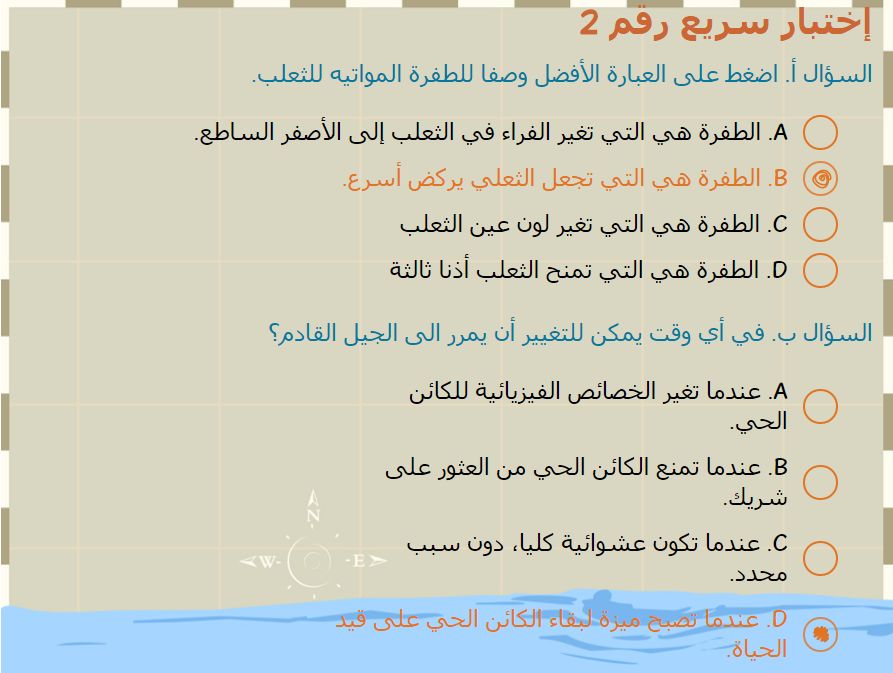 إختبار سريع رقم 2
السؤال أ. اضغط على العبارة الأفضل وصفا للطفرة المواتيه للثعلب.
A. الطفرة هي التي تغير الفراء في الثعلب إلى الأصفر الساطع.
B. الطفرة هي التي تجعل الثعلي يركض أسرع.
C. الطفرة هي التي تغير لون عين الثعلب
D. الطفرة هي التي تمنح الثعلب أذنا ثالثة
السؤال ب. في أي وقت يمكن للتغيير أن يمرر الى الجيل القادم؟
A. عندما تغير الخصائص الفيزيائية للكائن
الحي.
B. عندما تمنع الكائن الحي من العثور على
شريك.
C. عندما تكون عشوائية كليا، دون سبب
محدد.
D. عندما تصبح ميزة لبقاء الكائن الحي على قيد
الحياة.
N
W
E